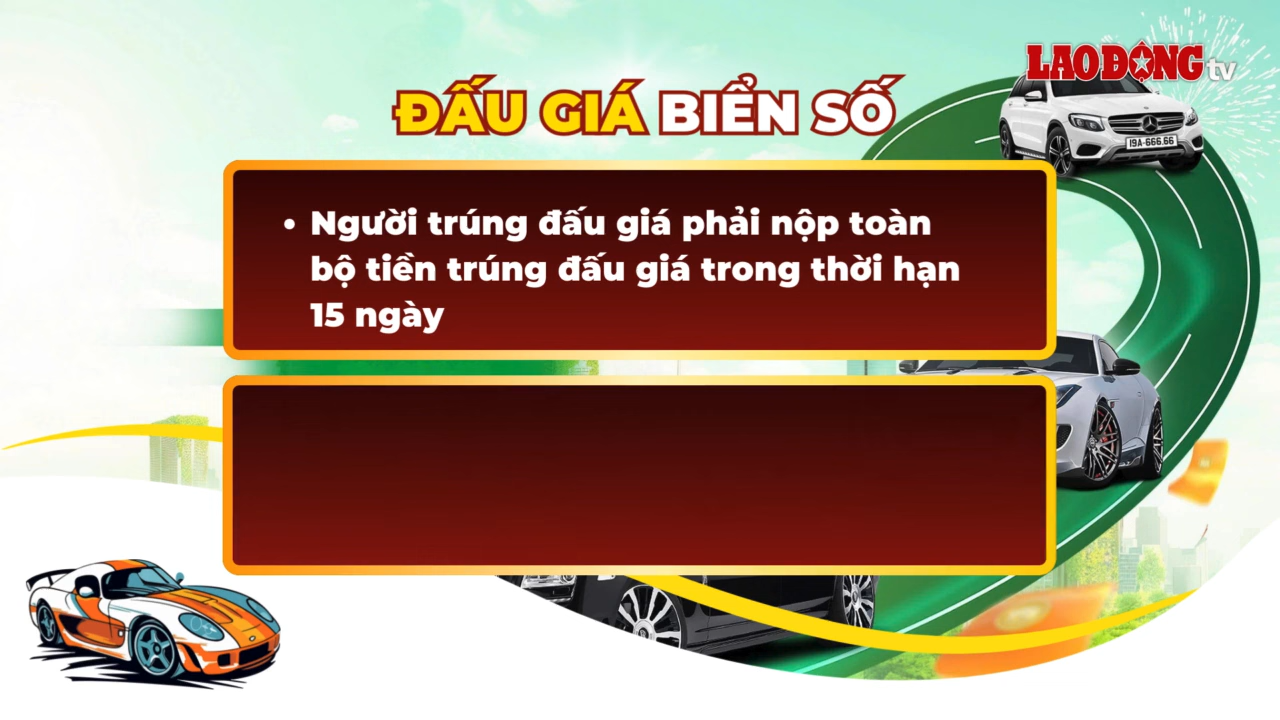 LAO ĐỘNG tv
ĐẤU GIÁ BIỂN SỐ
19A-666.66
• Người trúng đấu giá phải nộp toàn
bộ tiền trúng đấu giá trong thời hạn
15 ngày